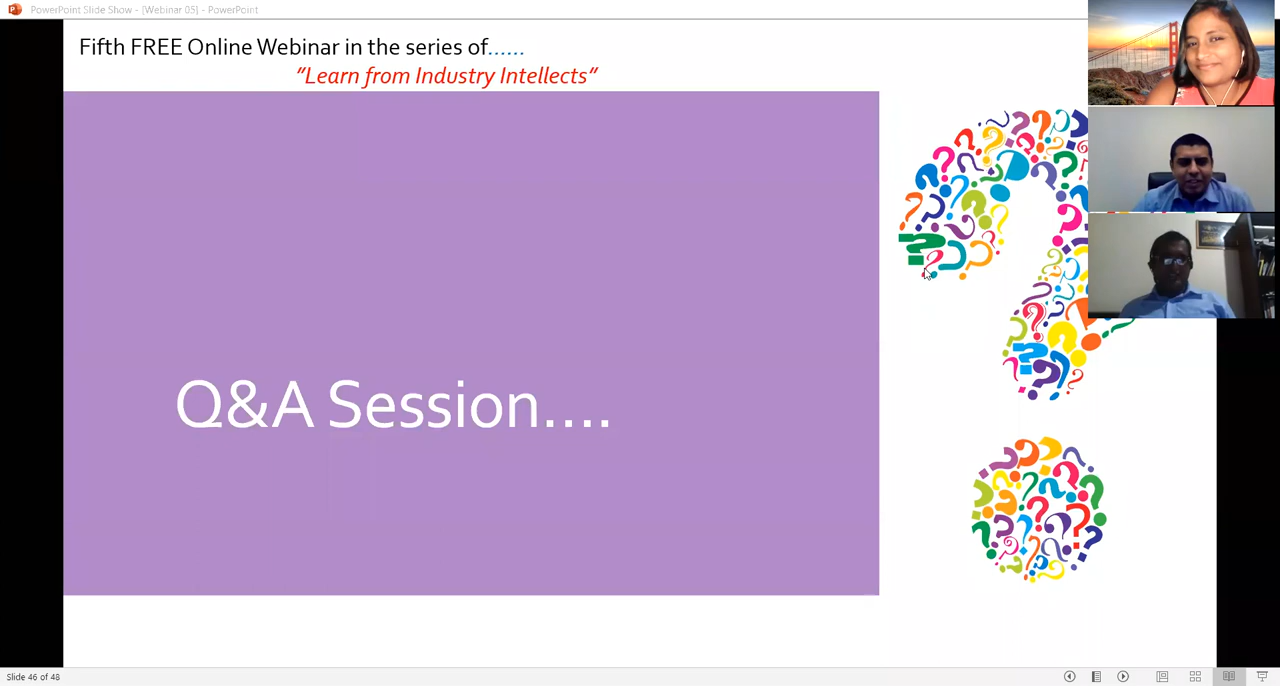 PowerPoint Slide Show - [Webinar 05] - PowerPoint
Fifth FREE Online Webinar in the series of......
"Learn from Industry Intellects"
Q&A Session....
Slide 46 of 48